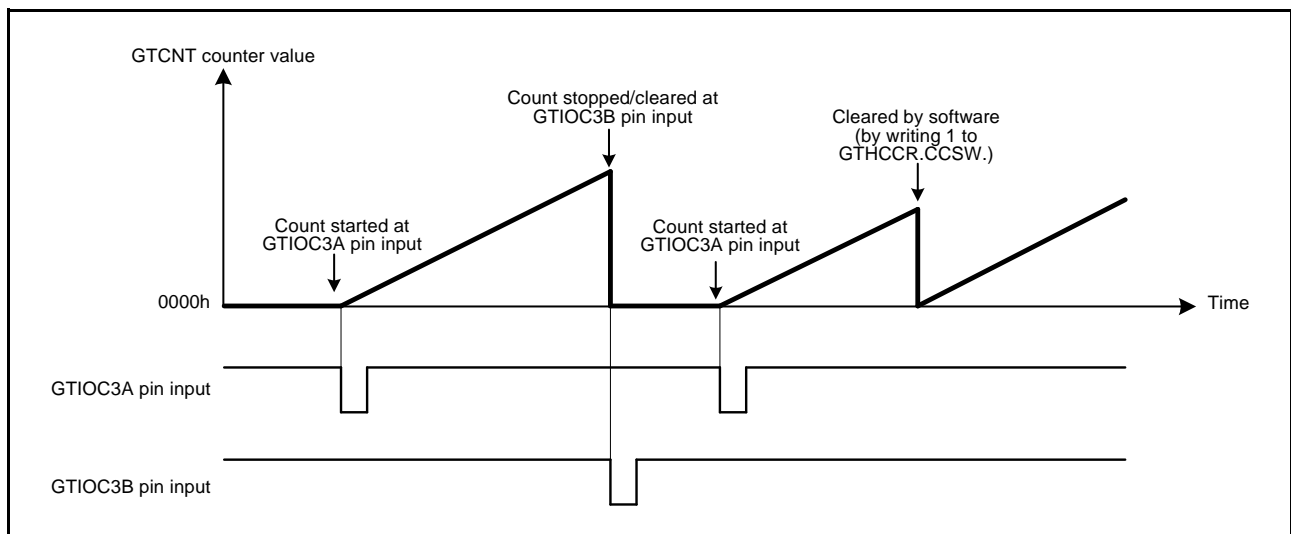 GTCNT counter value
Count stopped/cleared at
GTIOC3B pin input
Cleared by software
(by writing 1 to
GTHCCR.CCSW.)
Count started at
GTIOC3A pin input
Count started at
GTIOC3A pin input
0000h
Time
GTIOC3A pin input
GTIOC3B pin input